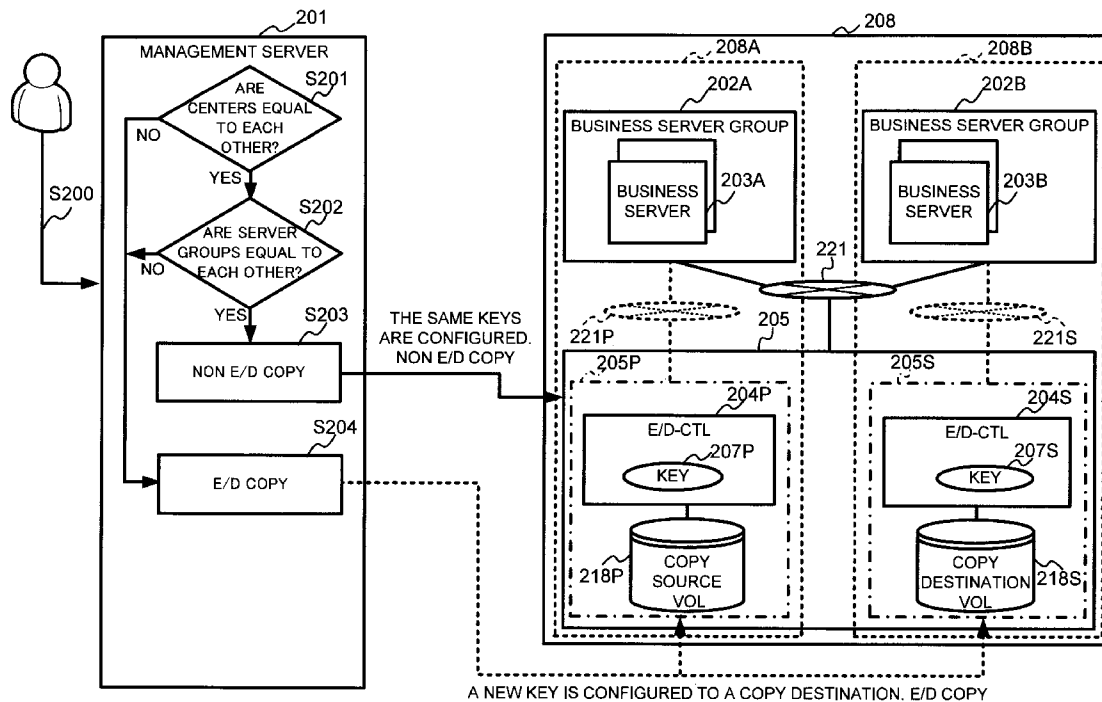 201
MANAGEMENT SERVER
S201
ARE
CENTERS EQUAL
TO EACH
OTHER?
NO
YES
S200
S202
ARE SERVER
GROUPS EQUAL TO
EACH OTHER?
NO
YES
S203
NON E/D COPY
S204
E/D COPY
THE SAME KEYS
ARE CONFIGURED.
NON E/D COPY
208
208A
208B
202A
202B
BUSINESS SERVER GROUP
BUSINESS SERVER GROUP
BUSINESS
SERVER
203A
BUSINESS
SERVER
203B
221
221P
205
221S
205P
205S
204P
204S
E/D-CTL
E/D-CTL
207P
207S
KEY
KEY
218P
COPY
SOURCE
VOL
COPY
DESTINATION
VOL
218S
A NEW KEY IS CONFIGURED TO A COPY DESTINATION. E/D COPY